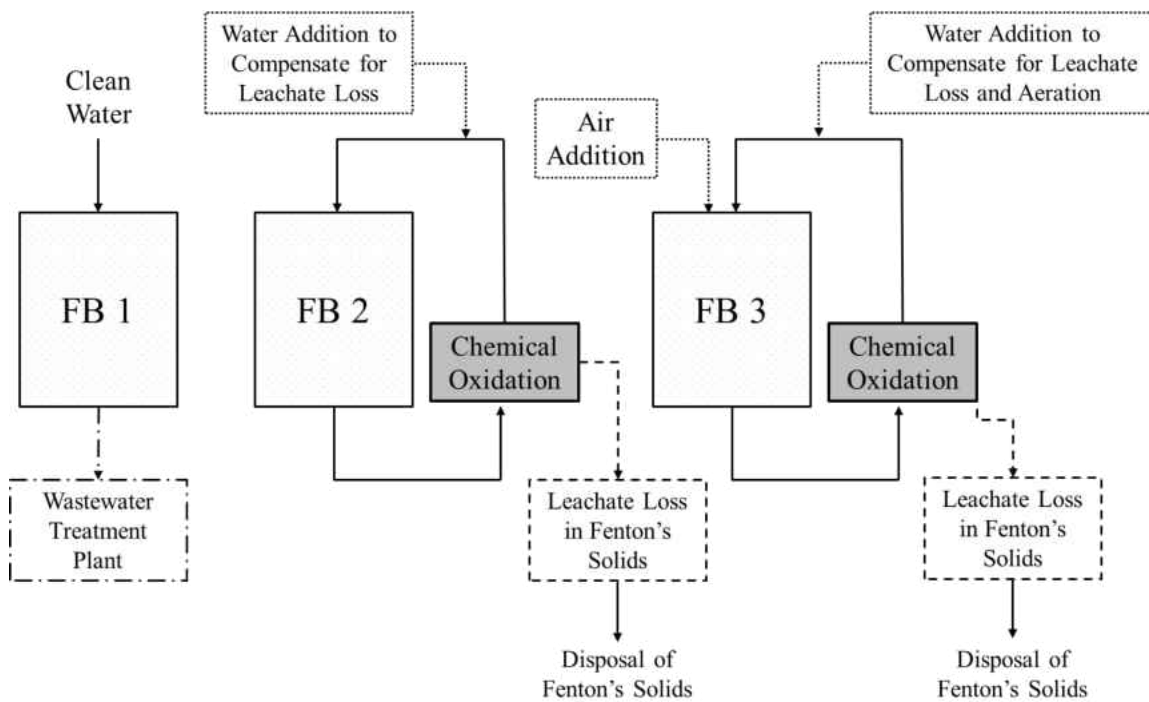 Water Addition to
Compensate for
Leachate Loss
Water Addition to
Compensate for Leachate
Loss and Aeration
Clean
Water
Air
Addition
FB 1
FB 2
FB 3
Chemical
Oxidation
Chemical
Oxidation
Wastewater
Treatment
Plant
Leachate Loss
in Fenton's
Solids
Leachate Loss
in Fenton's
Solids
Disposal of
Fenton's Solids
Disposal of
Fenton's Solids